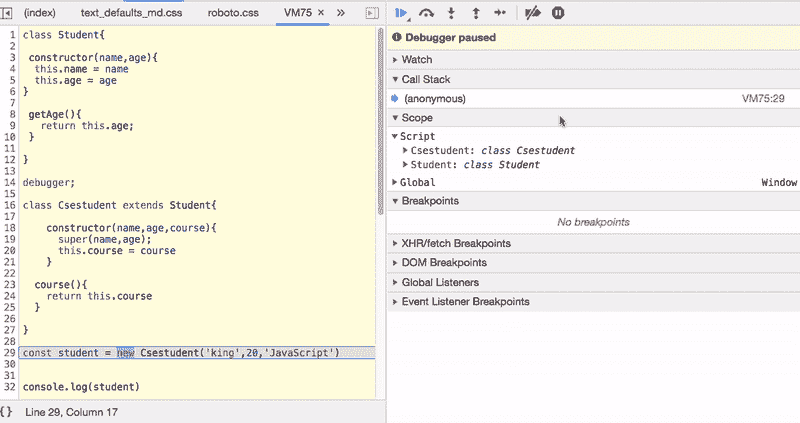 (index) text_defaults_md.css roboto.css VM75 × »
1 class Student{
2
3 constructor(name,age){
4 this.name = name
5 this.age = age
6 }
7
8 getAge(){
9 return this.age;
10 }
11
12 }
13
14 debugger;
15
16 class Csestudent extends Student{
17
18 constructor(name,age,course){
19 super(name,age);
20 this.course = course
21 }
22
23 course(){
24 return this.course
25 }
26
27 }
28
29 const student = new Csestudent('king',20,'JavaScript')
30
31
32 console.log(student)
{} Line 29, Column 17
Debugger paused
Watch
Call Stack
(anonymous) VM75:29
Scope
Script
Csestudent: class Csestudent
Student: class Student
Global Window
Breakpoints
No breakpoints
XHR/fetch Breakpoints
DOM Breakpoints
Global Listeners
Event Listener Breakpoints